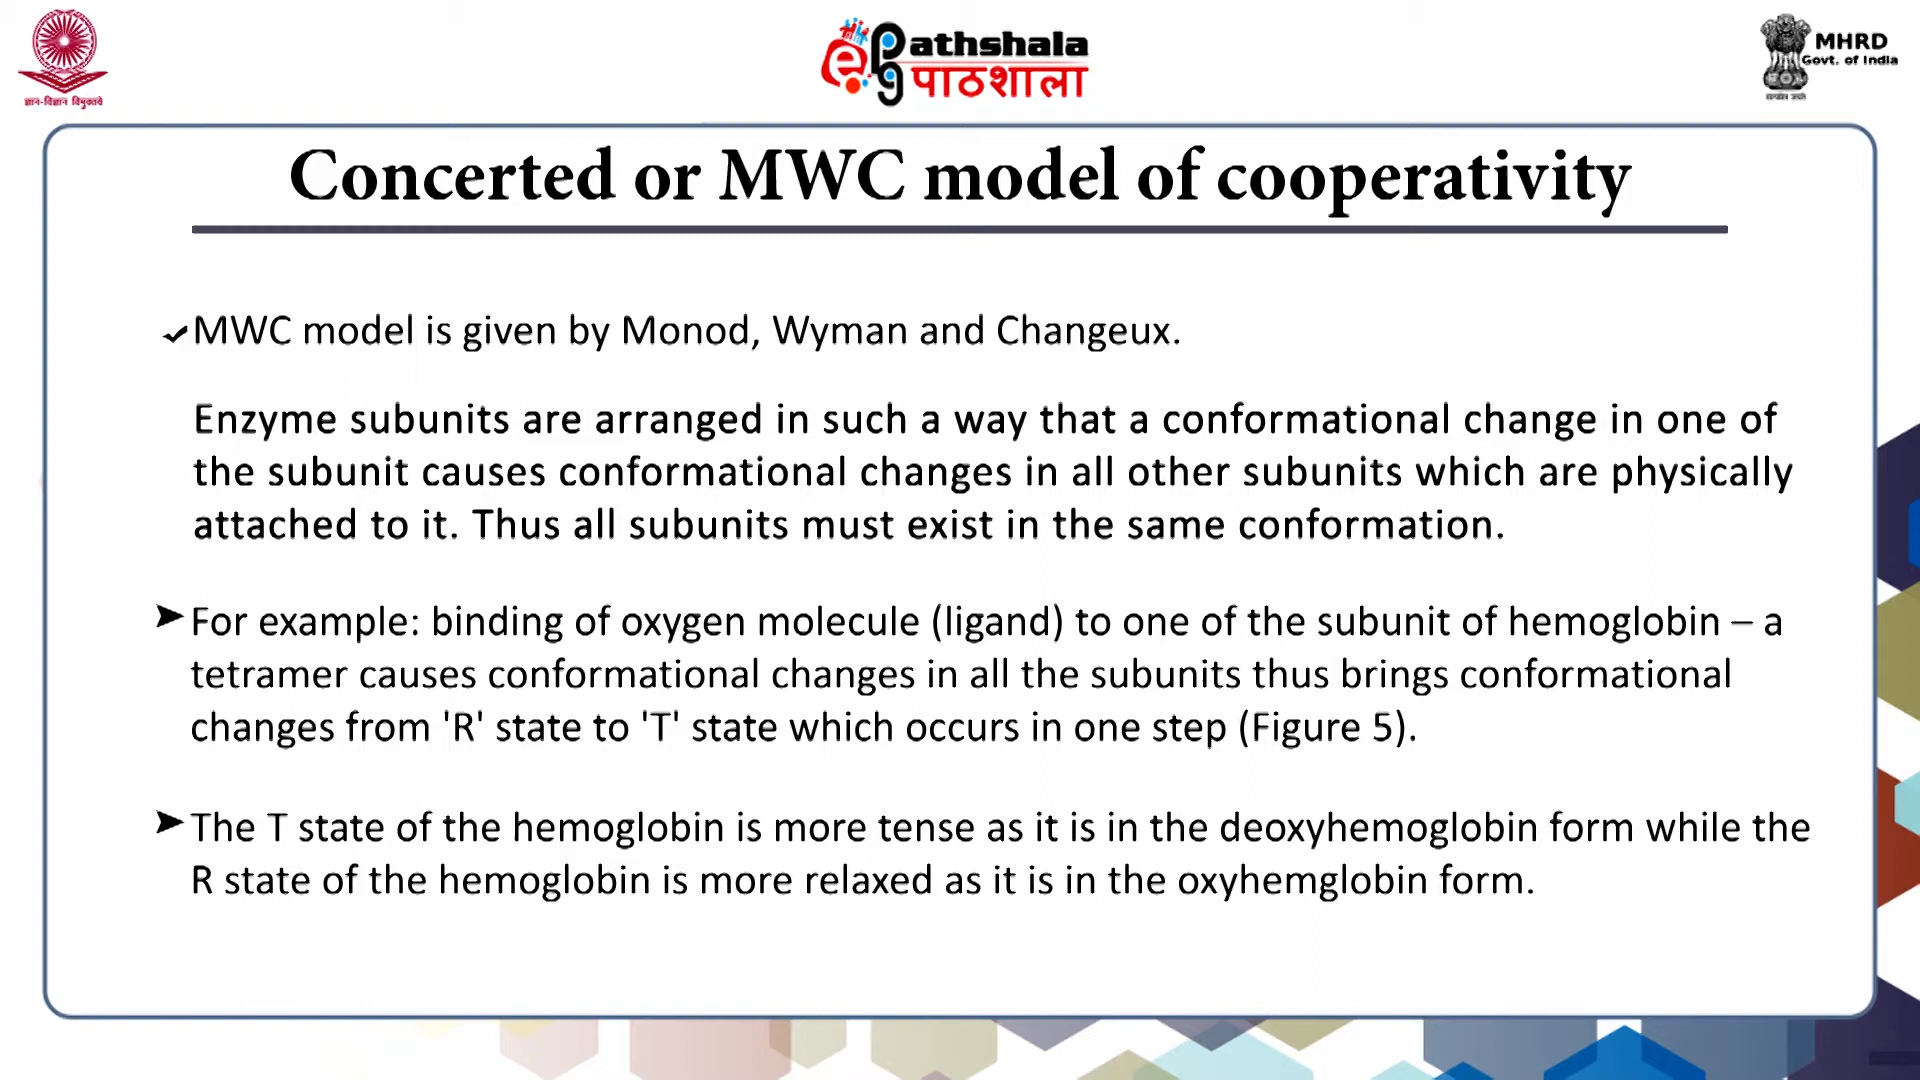 ज्ञान-विज्ञान विमुक्तये
ePG athshala
पाठशाला
MHRD
Govt. of India
सत्यमेव जयते
Concerted or MWC model of cooperativity
MWC model is given by Monod, Wyman and Changeux.
Enzyme subunits are arranged in such a way that a conformational change in one of
the subunit causes conformational changes in all other subunits which are physically
attached to it. Thus all subunits must exist in the same conformation.
For example: binding of oxygen molecule (ligand) to one of the subunit of hemoglobin – a
tetramer causes conformational changes in all the subunits thus brings conformational
changes from 'R' state to 'T' state which occurs in one step (Figure 5).
The T state of the hemoglobin is more tense as it is in the deoxyhemoglobin form while the
R state of the hemoglobin is more relaxed as it is in the oxyhemglobin form.